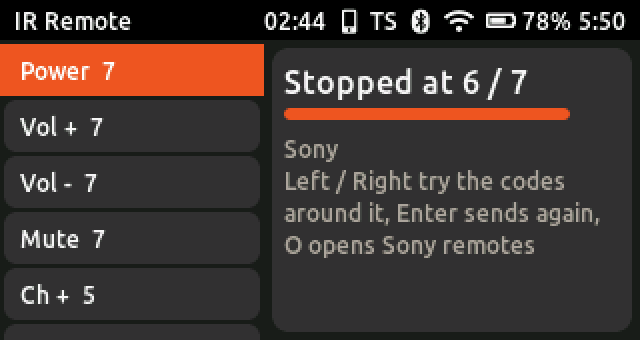 IR Remote 02:44 TS 78% 5:50
Power 7
Vol + 7
Vol - 7
Mute 7
Ch + 5
Stopped at 6 / 7
Sony
Left / Right try the codes
around it, Enter sends again,
O opens Sony remotes